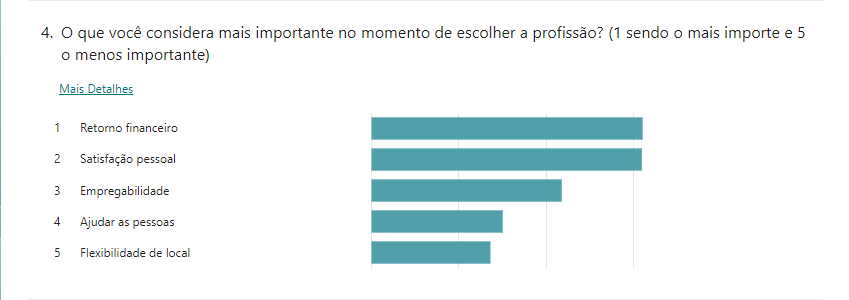 4. O que você considera mais importante no momento de escolher a profissão? (1 sendo o mais importe e 5
o menos importante)
Mais Detalhes
1 Retorno financeiro
2 Satisfação pessoal
3 Empregabilidade
4 Ajudar as pessoas
5 Flexibilidade de local